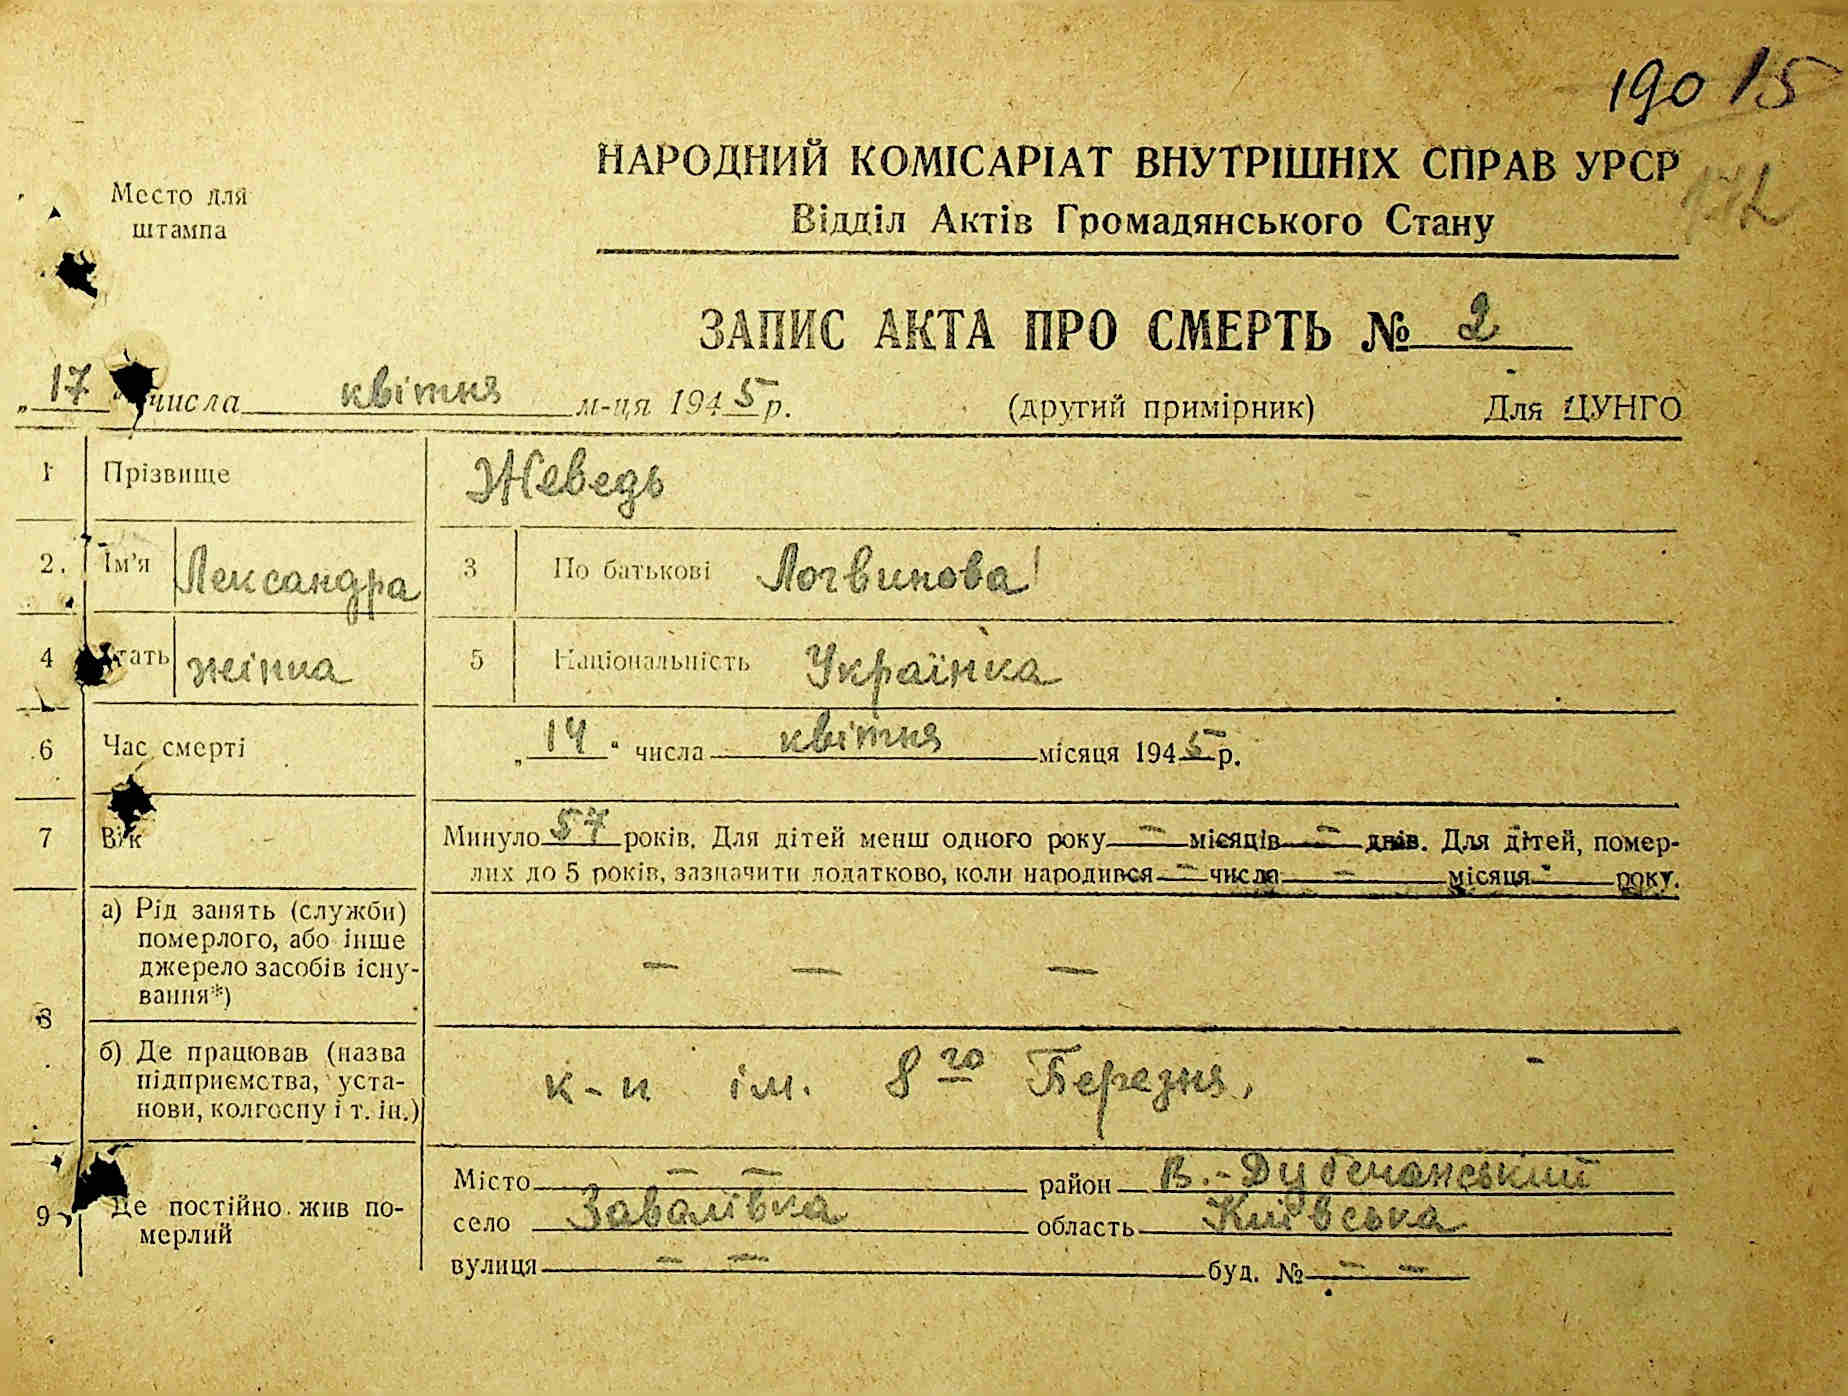 190 15
НАРОДНИЙ КОМІСАРІАТ ВНУТРІШНІХ СПРАВ УРСР
Место для
штампа
Відділ Актів Громадянського Стану
ЗАПИС АКТА ПРО СМЕРТЬ № 2
„17“ числа квітня м-ця 1945 р. (другий примірник) Для ЦУНГО
1 Прізвище Жеведь
2. Ім'я Лександра 3 По батькові Логвинова
4 Стать жінка 5 Національність Українка
6 Час смерті „14“ числа квітня місяця 1945 р.
7 Вік Минуло 57 років. Для дітей менш одного року — місяців — днів. Для дітей, помер-
лих до 5 років, зазначити додатково, коли народився — числа — місяця - року.
8 а) Рід занять (служби)
померлого, або інше
джерело засобів існу-
вання*) — — —
б) Де працював (назва
підприємства, уста-
нови, колгоспу і т. ін.) к-п ім. 8го Березня,
9 Де постійно жив по-
мерлий
Місто — — район В.-Дубечанський
село Завалівка область Київська
вулиця — — буд. № — —